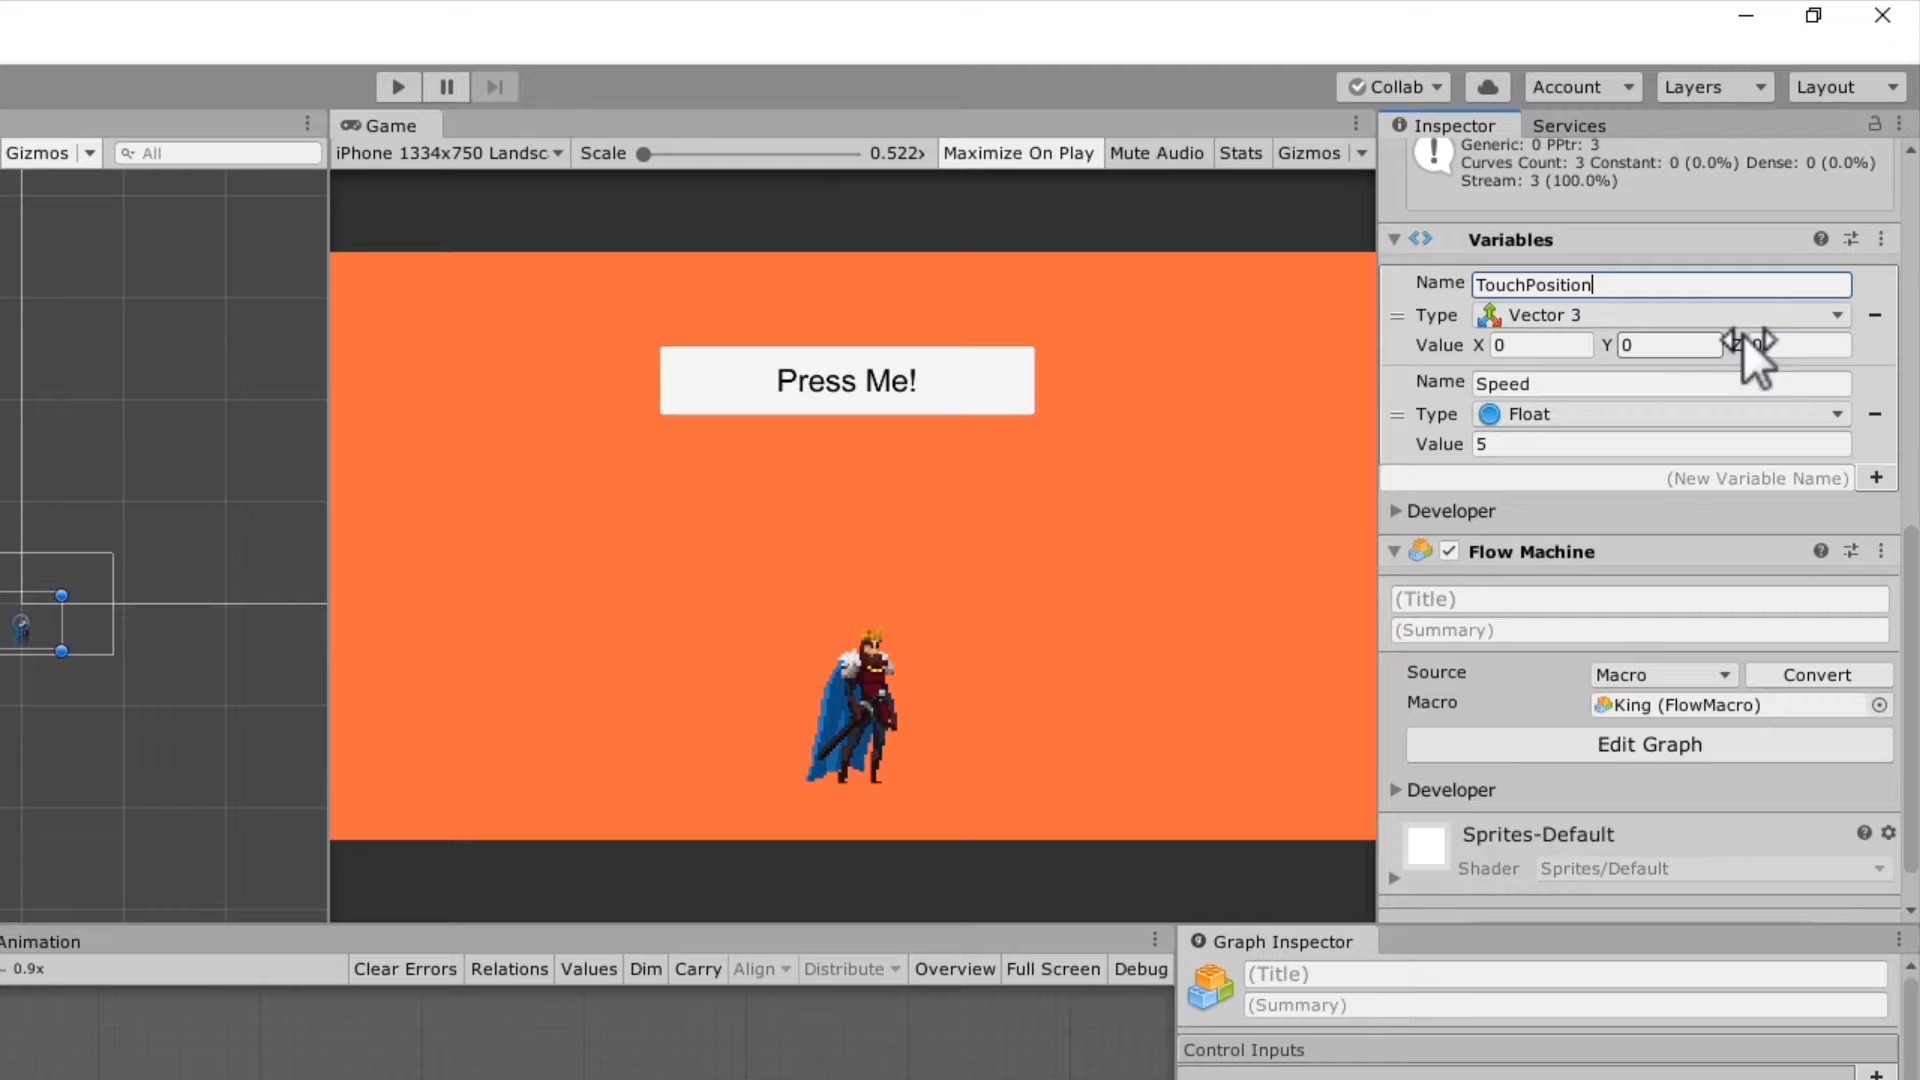 Collab
Account
Layers
Layout
Game
Inspector
Services
Gizmos
All
iPhone 1334x750 Landsc
Scale
0.522x
Maximize On Play
Mute Audio
Stats
Gizmos
Generic: 0 PPtr: 3
Curves Count: 3 Constant: 0 (0.0%) Dense: 0 (0.0%)
Stream: 3 (100.0%)
Variables
Name TouchPosition
Type Vector 3
Value X 0 Y 0 Z 0
Name Speed
Type Float
Value 5
(New Variable Name)
Developer
Press Me!
Flow Machine
(Title)
(Summary)
Source Macro Convert
Macro King (FlowMacro)
Edit Graph
Developer
Sprites-Default
Shader Sprites/Default
Animation
0.9x
Clear Errors
Relations
Values
Dim
Carry
Align
Distribute
Overview
Full Screen
Debug
Graph Inspector
(Title)
(Summary)
Control Inputs